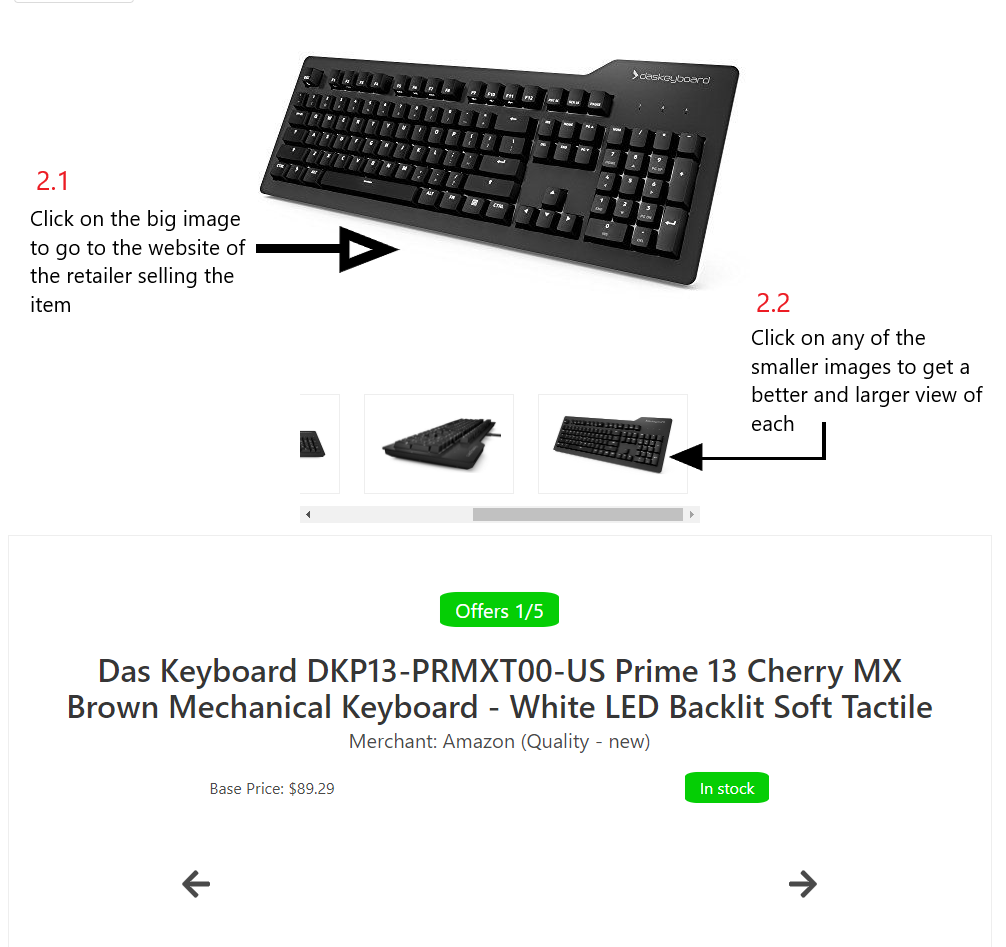 daskeyboard
2.1
Click on the big image
to go to the website of
the retailer selling the
item
2.2
Click on any of the
smaller images to get a
better and larger view of
each
Offers 1/5
Das Keyboard DKP13-PRMXT00-US Prime 13 Cherry MX
Brown Mechanical Keyboard - White LED Backlit Soft Tactile
Merchant: Amazon (Quality - new)
Base Price: $89.29
In stock